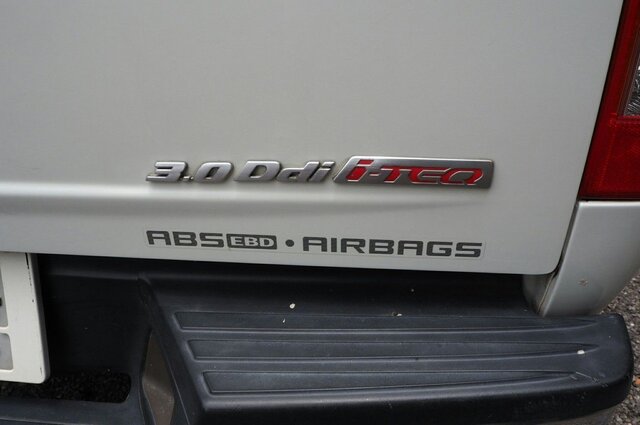 3.0 Ddi i-TEQ
ABS EBD • AIRBAGS